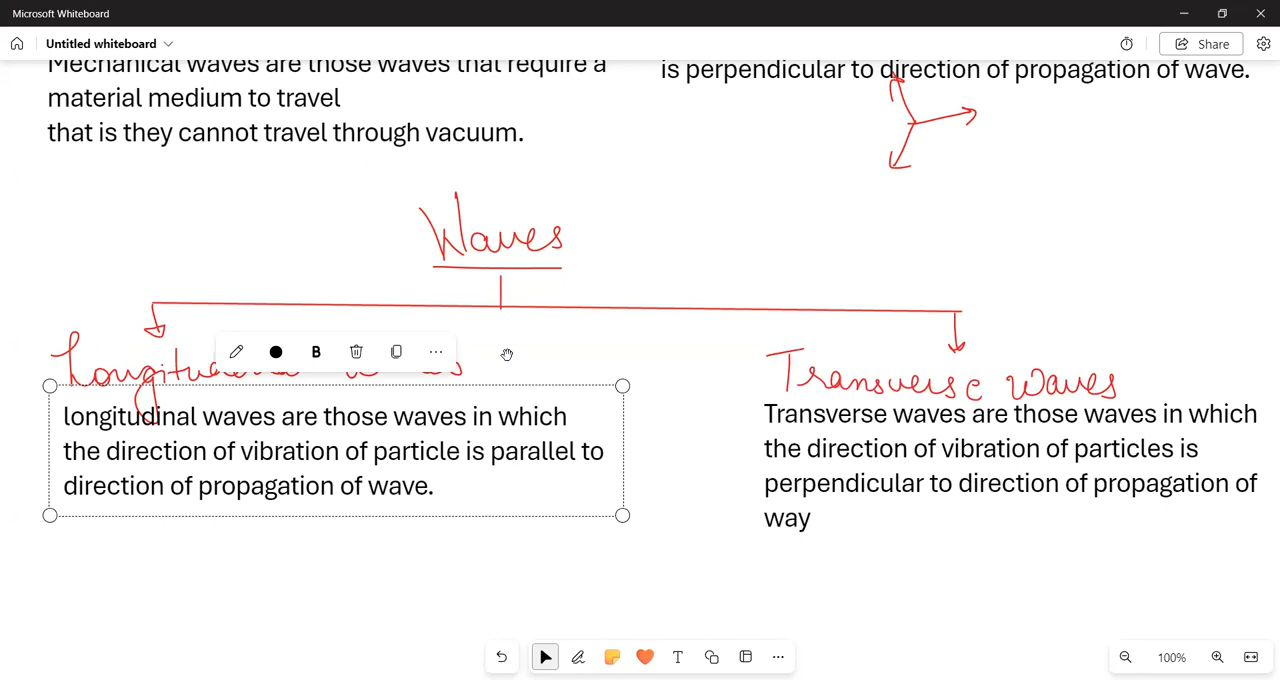 Microsoft Whiteboard
Untitled whiteboard
Share
Mechanical waves are those waves that require a
material medium to travel
that is they cannot travel through vacuum.
is perpendicular to direction of propagation of wave.
Waves
longitudinal waves are those waves in which
the direction of vibration of particle is parallel to
direction of propagation of wave.
Transverse waves
Transverse waves are those waves in which
the direction of vibration of particles is
perpendicular to direction of propagation of
way
B
T
100%